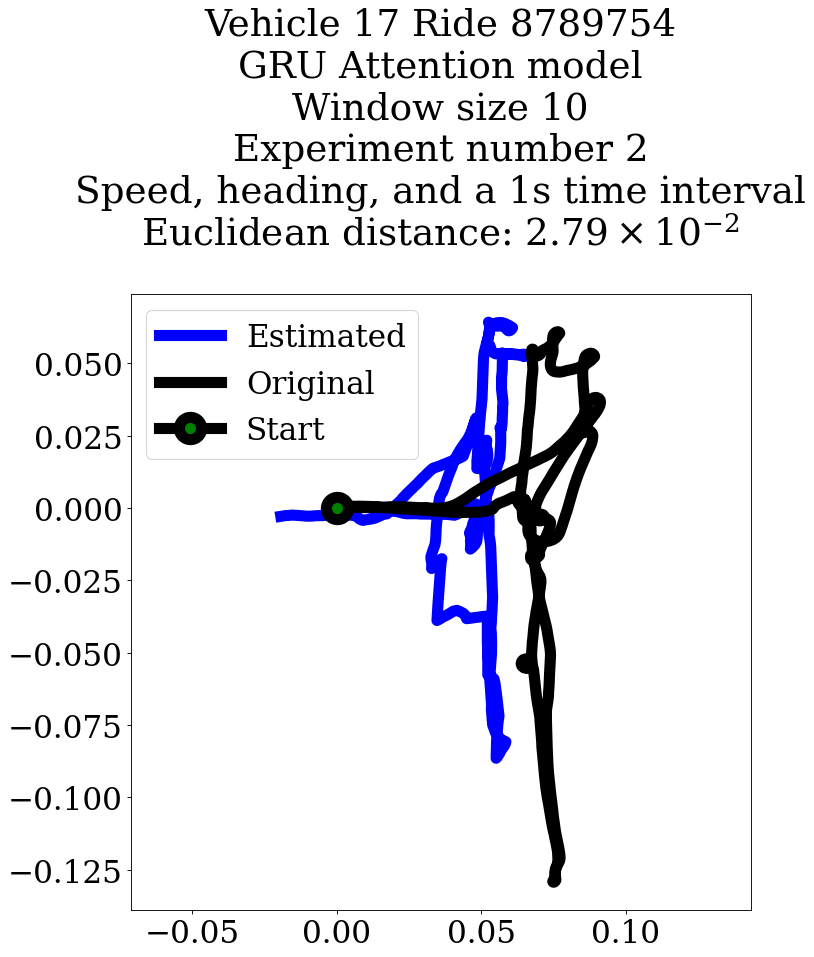 Vehicle 17 Ride 8789754
GRU Attention model
Window size 10
Experiment number 2
Speed, heading, and a 1s time interval
Euclidean distance: 2.79 × 10⁻²
Estimated
Original
Start
0.050
0.025
0.000
−0.025
−0.050
−0.075
−0.100
−0.125
−0.05 0.00 0.05 0.10